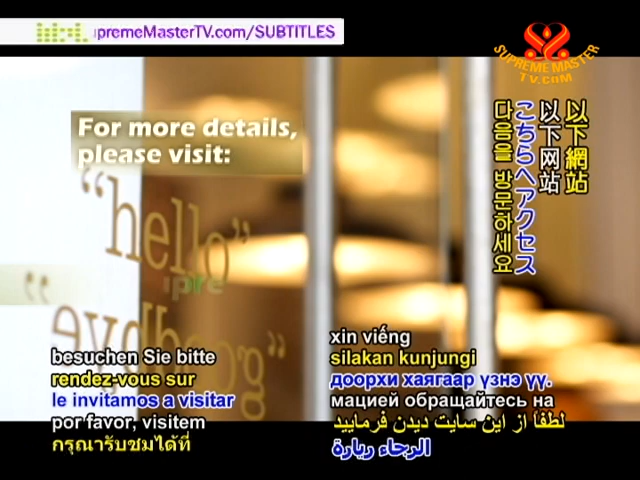 upremeMasterTV.com/SUBTITLES
SUPREME MASTER
TV.COM
For more details,
please visit:
以下網站
以下网站
こちらへアクセス
다음을 방문하세요
“hello”
“goodbye”
besuchen Sie bitte
rendez-vous sur
le invitamos a visitar
por favor, visitem
กรุณารับชมได้ที่
xin viếng
silakan kunjungi
доорхи хаягаар үзнэ үү.
мацией обращайтесь на
لطفا از این سایت دیدن فرمایید
الرجاء زيارة